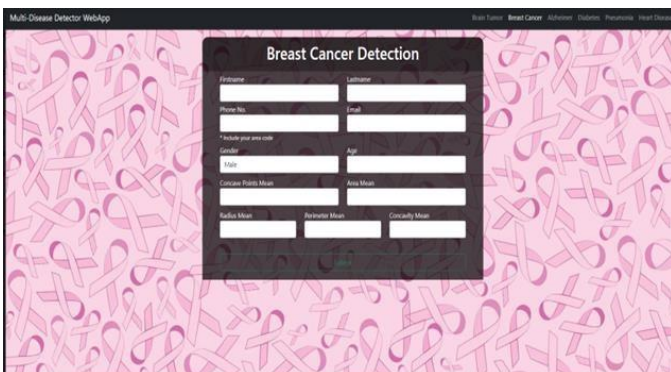 Multi-Disease Detector WebApp
Brain Tumor Breast Cancer Alzheimer Diabetes Pneumonia Heart Disease
Breast Cancer Detection
Firstname Lastname
Phone No. Email
* Include your area code
Gender Age
Male
Concave Points Mean Area Mean
Radius Mean Perimeter Mean Concavity Mean